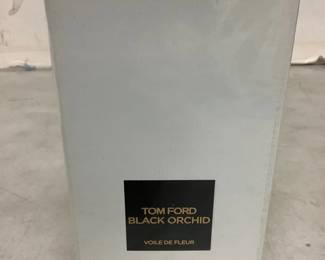 TOM FORD
BLACK ORCHID
VOILE DE FLEUR